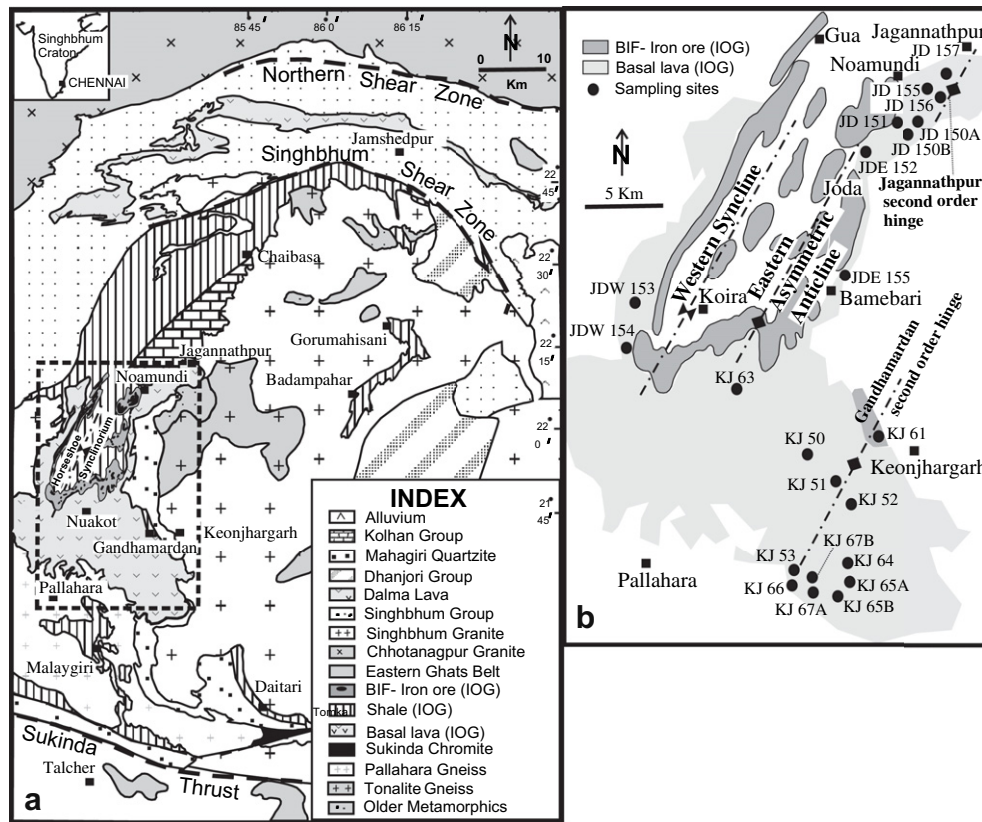 Singhbhum
Craton
CHENNAI
85 45
86 0
86 15
N
0 10
Km
Northern
Shear Zone
Jamshedpur
Singhbhum
Shear
Zone
22
45
Chaibasa
22
30
Gorumahisani
22
15
Jagannathpur
Noamundi
Badampahar
Horseshoe
Synclinorium
22
0
Nuakot
Gandhamardan
Keonjhargarh
21
45
Pallahara
Malaygiri
Daitari
Tomka
Sukinda
Thrust
Talcher
a
INDEX
Alluvium
Kolhan Group
Mahagiri Quartzite
Dhanjori Group
Dalma Lava
Singhbhum Group
Singhbhum Granite
Chhotanagpur Granite
Eastern Ghats Belt
BIF- Iron ore (IOG)
Shale (IOG)
Basal lava (IOG)
Sukinda Chromite
Pallahara Gneiss
Tonalite Gneiss
Older Metamorphics
BIF- Iron ore (IOG)
Basal lava (IOG)
Sampling sites
N
5 Km
Gua
Jagannathpur
JD 157
Noamundi
JD 155
JD 156
JD 151
JD 150A
JD 150B
JDE 152
Joda
Jagannathpur
second order
hinge
Western Syncline
Eastern
Asymmetric
Anticline
JDW 153
Koira
JDE 155
Bamebari
JDW 154
KJ 63
Gandhamardan
second order hinge
KJ 61
KJ 50
Keonjhargarh
KJ 51
KJ 52
KJ 67B
KJ 53
KJ 64
Pallahara
KJ 66
KJ 65A
KJ 67A
KJ 65B
b